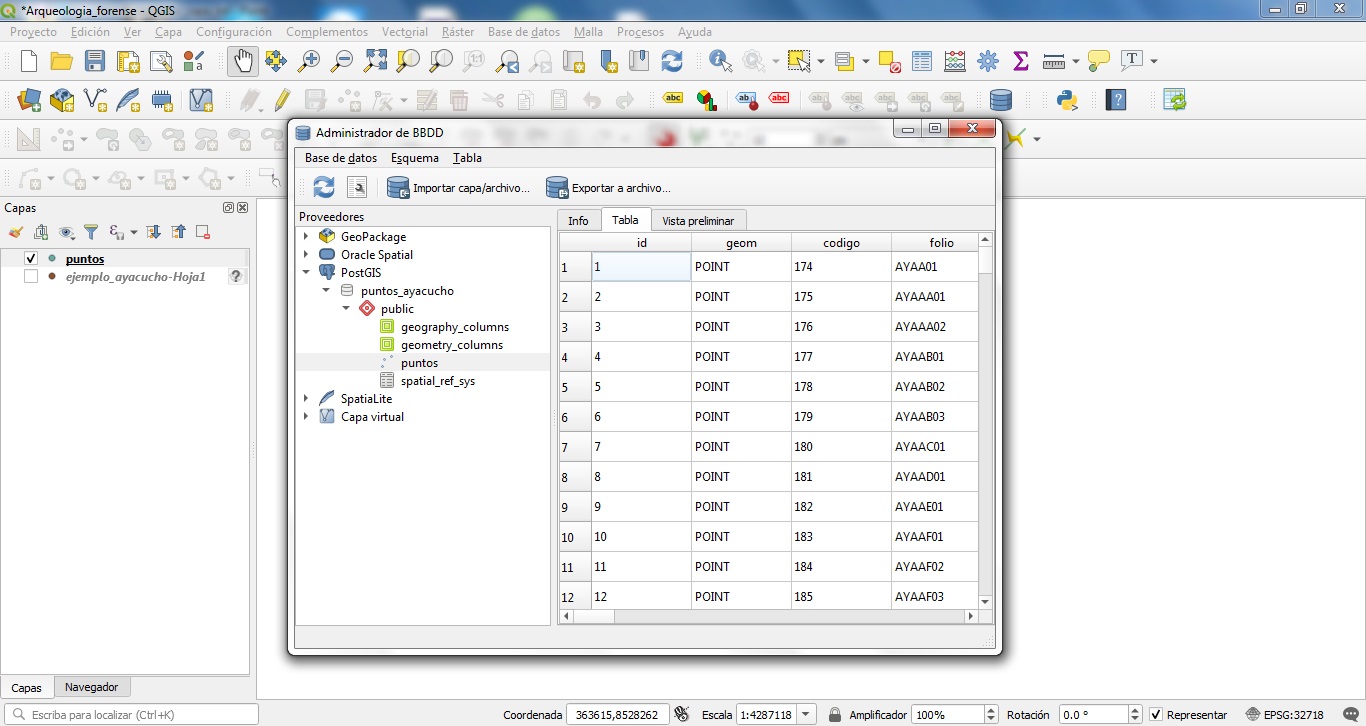 *Arqueologia_forense - QGIS
Proyecto Edición Ver Capa Configuración Complementos Vectorial Ráster Base de datos Malla Procesos Ayuda
Administrador de BBDD
Base de datos Esquema Tabla
Importar capa/archivo... Exportar a archivo...
Capas
puntos
ejemplo_ayacucho-Hoja1
Proveedores
GeoPackage
Oracle Spatial
PostGIS
puntos_ayacucho
public
geography_columns
geometry_columns
puntos
spatial_ref_sys
SpatiaLite
Capa virtual
Info Tabla Vista preliminar
id geom codigo folio
1 1 POINT 174 AYAA01
2 2 POINT 175 AYAAA01
3 3 POINT 176 AYAAA02
4 4 POINT 177 AYAAB01
5 5 POINT 178 AYAAB02
6 6 POINT 179 AYAAB03
7 7 POINT 180 AYAAC01
8 8 POINT 181 AYAAD01
9 9 POINT 182 AYAAE01
10 10 POINT 183 AYAAF01
11 11 POINT 184 AYAAF02
12 12 POINT 185 AYAAF03
Capas Navegador
Escriba para localizar (Ctrl+K) Coordenada 363615,8528262 Escala 1:4287118 Amplificador 100% Rotación 0.0 ° Representar EPSG:32718